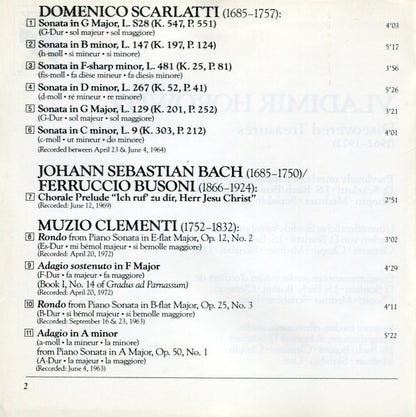 DOMENICO SCARLATTI (1685–1757):
1 Sonata in G Major, L. S28 (K. 547, P. 551) 4'03
(G-Dur • sol majeur • sol maggiore)
2 Sonata in B minor, L. 147 (K. 197, P. 124) 5'17
(h-moll • si mineur • si minore)
3 Sonata in F-sharp minor, L. 481 (K. 25, P. 81) 5'56
(fis-moll • fa dièse mineur • fa diesis minore)
4 Sonata in D minor, L. 267 (K. 52, P. 41) 5'26
(d-moll • ré mineur • re minore)
5 Sonata in G Major, L. 129 (K. 201, P. 252) 3'21
(G-Dur • sol majeur • sol maggiore)
6 Sonata in C minor, L. 9 (K. 303, P. 212) 4'01
(c-moll • ut mineur • do minore)
(Recorded between April 23 & June 4, 1964)
JOHANN SEBASTIAN BACH (1685–1750)/
FERRUCCIO BUSONI (1866–1924):
7 Chorale Prelude "Ich ruf' zu dir, Herr Jesu Christ" 2'51
(Recorded: June 12, 1969)
MUZIO CLEMENTI (1752–1832):
8 Rondo from Piano Sonata in E-flat Major, Op. 12, No. 2 3'02
(Es-Dur • mi bémol majeur • si bemolle maggiore)
(Recorded: April 20, 1972)
9 Adagio sostenuto in F Major 4'29
(F-Dur • fa majeur • fa maggiore)
(Book I, No. 14 of Gradus ad Parnassum)
(Recorded: April 20, 1972)
10 Rondo from Piano Sonata in B-flat Major, Op. 25, No. 3 4'11
(B-Dur • si bémol majeur • si bemolle maggiore)
(Recorded: September 16 & 23, 1963)
11 Adagio in A minor 5'22
(a-moll • la mineur • la minore)
from Piano Sonata in A Major, Op. 50, No. 1
(A-Dur • la majeur • la maggiore)
(Recorded: June 4, 1963)
2